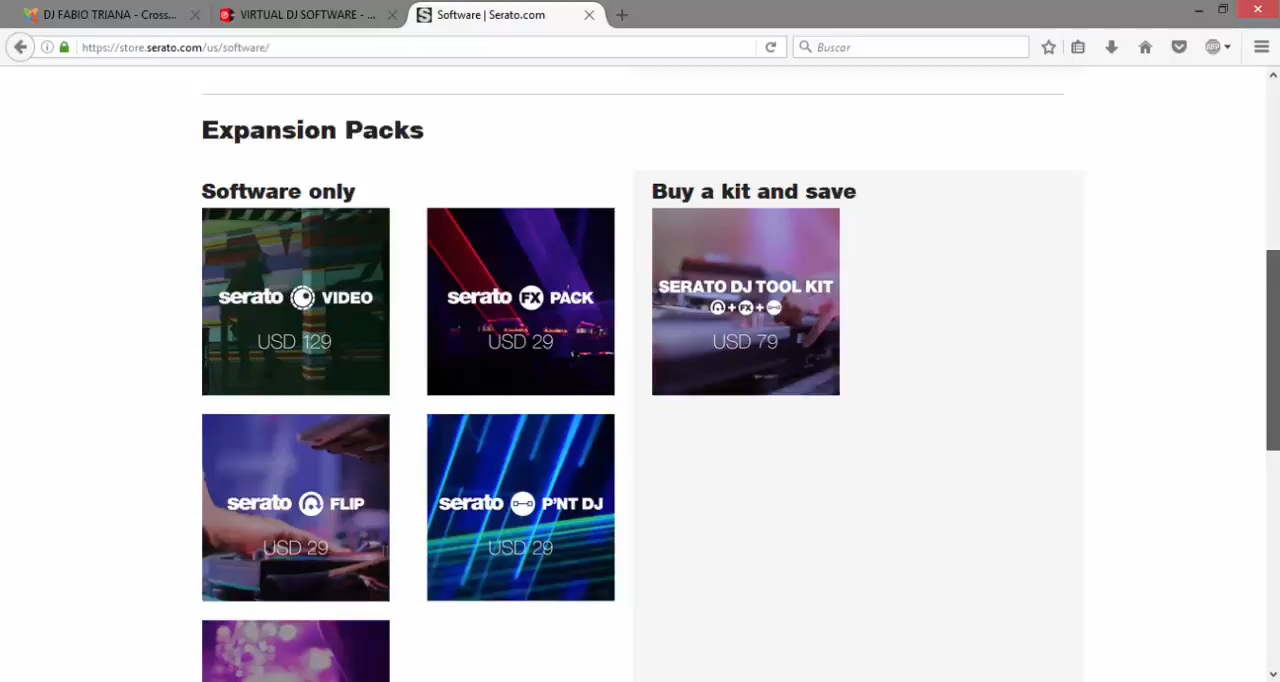 DJ FABIO TRIANA - Cross...
VIRTUAL DJ SOFTWARE - ...
Software | Serato.com
https://store.serato.com/us/software/
Buscar
ABP
Expansion Packs
Software only
Buy a kit and save
serato VIDEO
USD 129
serato FX PACK
USD 29
SERATO DJ TOOL KIT
+ FX +
USD 79
serato FLIP
USD 29
serato P'NT DJ
USD 29